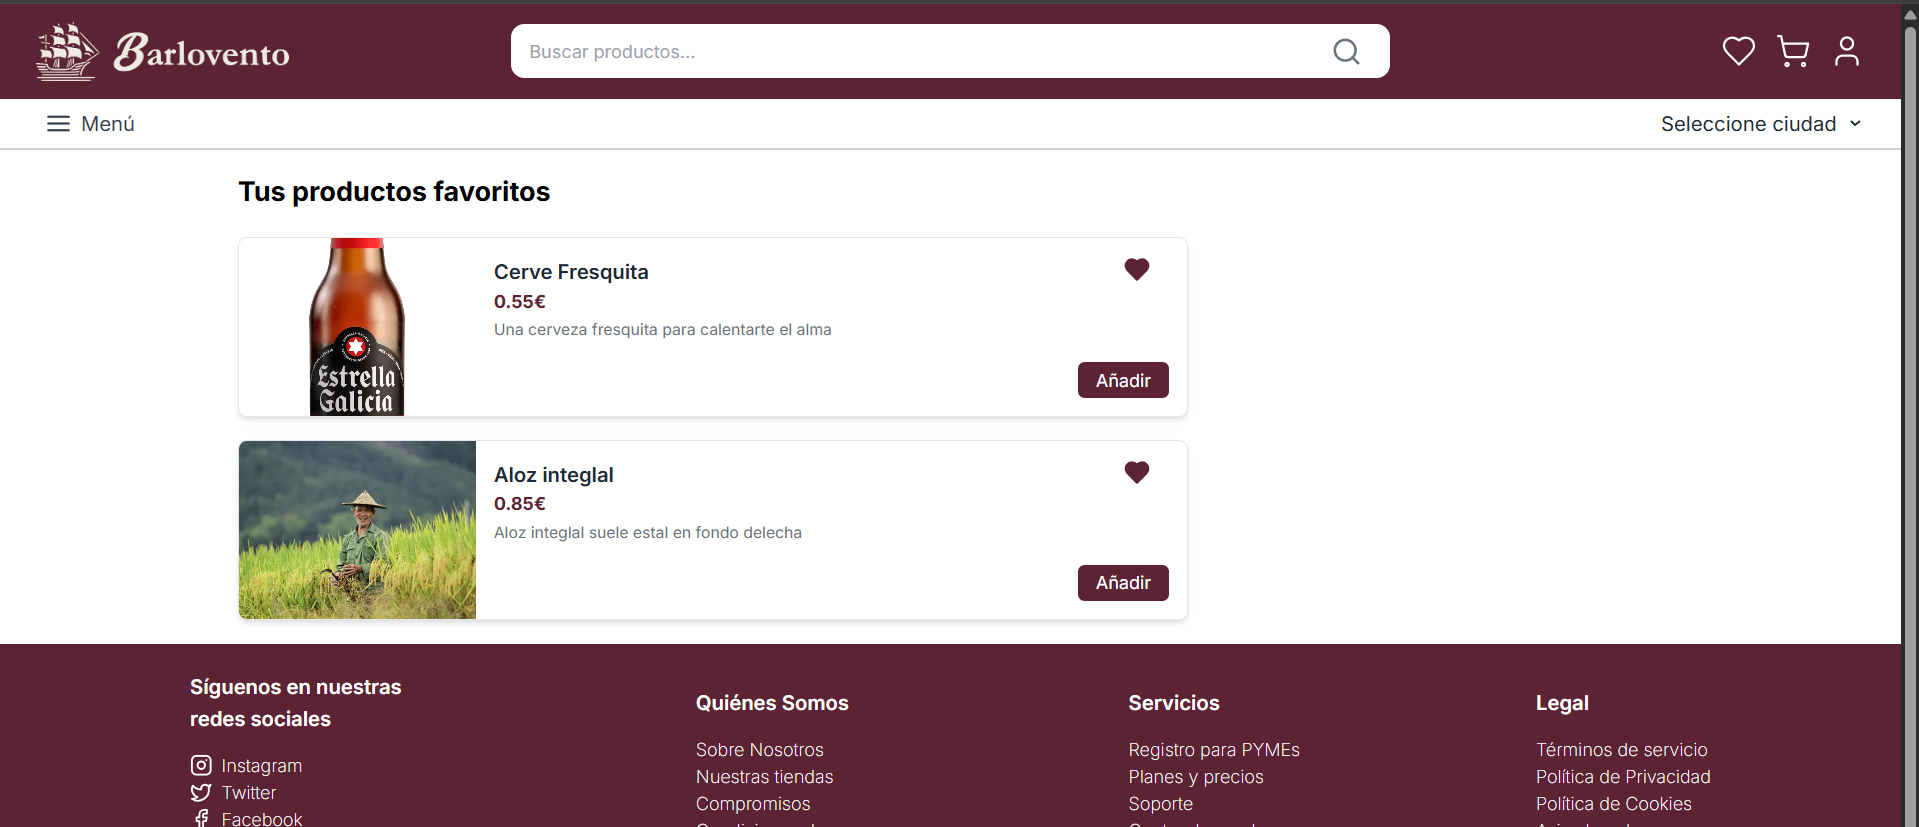 Barlovento
Buscar productos...
Menú
Seleccione ciudad
Tus productos favoritos
Cerve Fresquita
0.55€
Una cerveza fresquita para calentarte el alma
Estrella
Galicia
Añadir
Aloz integlal
0.85€
Aloz integlal suele estal en fondo delecha
Añadir
Síguenos en nuestras
redes sociales
Instagram
Twitter
Facebook
Quiénes Somos
Sobre Nosotros
Nuestras tiendas
Compromisos
Servicios
Registro para PYMEs
Planes y precios
Soporte
Legal
Términos de servicio
Política de Privacidad
Política de Cookies